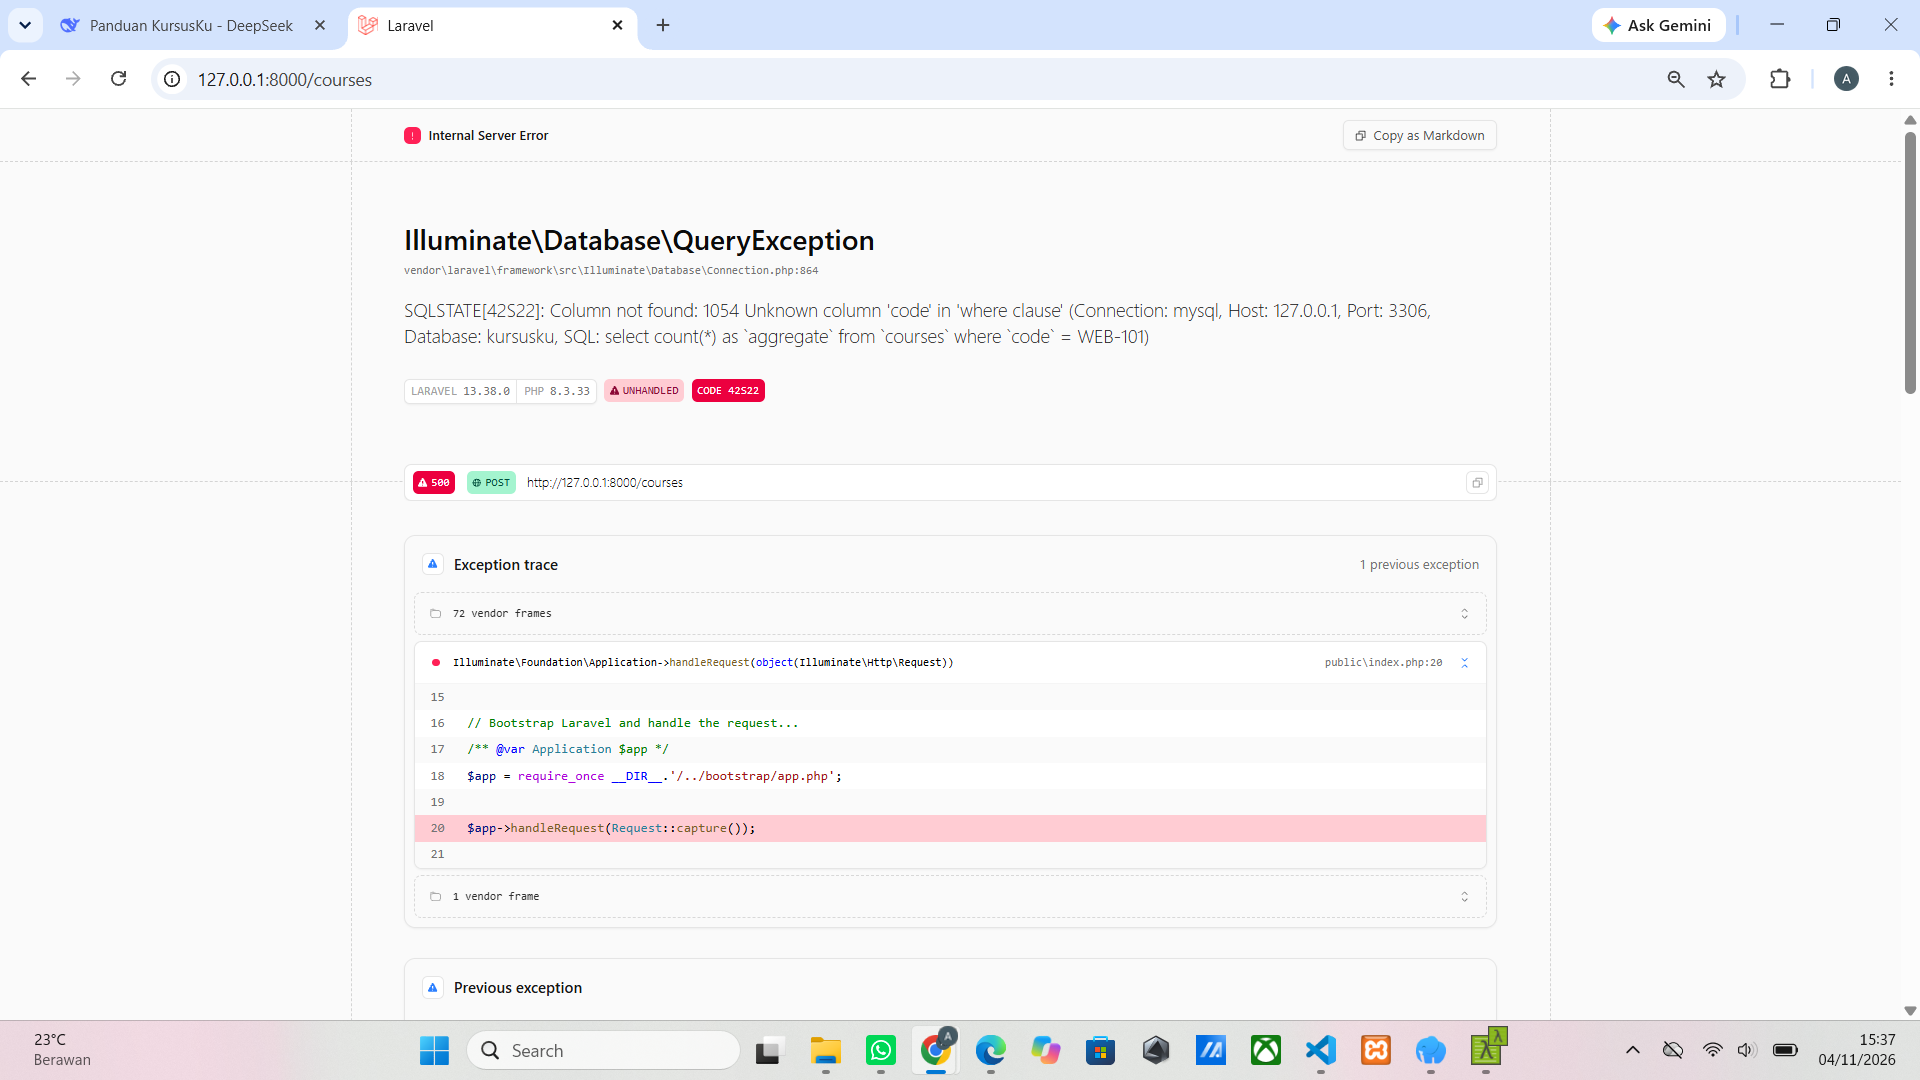 Panduan KursusKu - DeepSeek
Laravel
Ask Gemini
127.0.0.1:8000/courses
A
! Internal Server Error
Copy as Markdown
Illuminate\Database\QueryException
vendor\laravel\framework\src\Illuminate\Database\Connection.php:864
SQLSTATE[42S22]: Column not found: 1054 Unknown column 'code' in 'where clause' (Connection: mysql, Host: 127.0.0.1, Port: 3306,
Database: kursusku, SQL: select count(*) as `aggregate` from `courses` where `code` = WEB-101)
LARAVEL 13.38.0 PHP 8.3.33 UNHANDLED CODE 42S22
500 POST http://127.0.0.1:8000/courses
Exception trace
1 previous exception
72 vendor frames
Illuminate\Foundation\Application->handleRequest(object(Illuminate\Http\Request))
public\index.php:20
15
16 // Bootstrap Laravel and handle the request...
17 /** @var Application $app */
18 $app = require_once __DIR__.'/../bootstrap/app.php';
19
20 $app->handleRequest(Request::capture());
21
1 vendor frame
Previous exception
23°C
Berawan
Search
A
15:37
04/11/2026